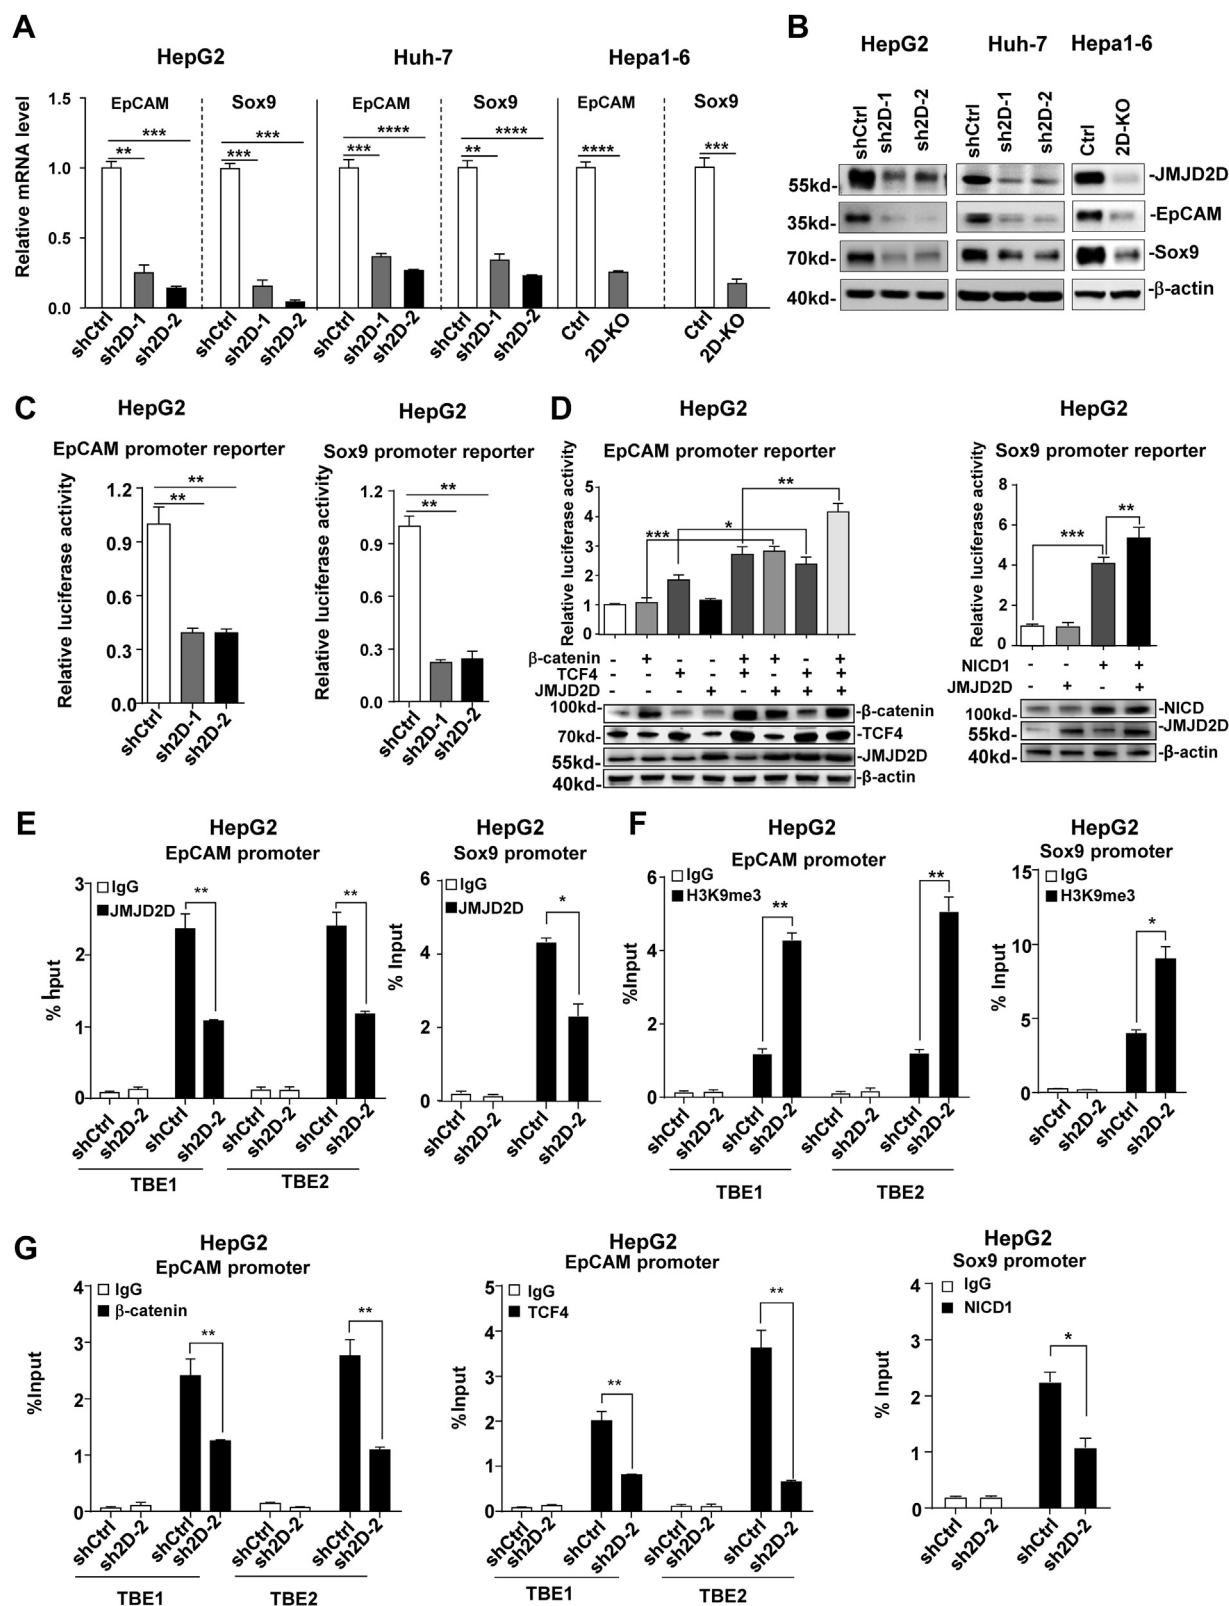 A
HepG2 Huh-7 Hepa1-6
EpCAM Sox9 EpCAM Sox9 EpCAM Sox9
Relative mRNA level
1.5
1.0
0.5
0.0
** *** *** *** *** **** ** **** **** ***
shCtrl sh2D-1 sh2D-2 shCtrl sh2D-1 sh2D-2 shCtrl sh2D-1 sh2D-2 shCtrl sh2D-1 sh2D-2 Ctrl 2D-KO Ctrl 2D-KO
B
HepG2 Huh-7 Hepa1-6
shCtrl sh2D-1 sh2D-2 shCtrl sh2D-1 sh2D-2 Ctrl 2D-KO
55kd- -JMJD2D
35kd- -EpCAM
70kd- -Sox9
40kd- -β-actin
C
HepG2
EpCAM promoter reporter
Relative luciferase activity
1.2
0.9
0.6
0.3
0.0
**
**
shCtrl sh2D-1 sh2D-2
HepG2
Sox9 promoter reporter
Relative luciferase activity
1.2
0.9
0.6
0.3
0.0
**
**
shCtrl sh2D-1 sh2D-2
D
HepG2
EpCAM promoter reporter
Relative luciferase activity
5
4
3
2
1
0
*** * **
β-catenin - + - - + + - +
TCF4 - - + - + - + +
JMJD2D - - - + - + + +
100kd- -β-catenin
70kd- -TCF4
55kd- -JMJD2D
40kd- -β-actin
HepG2
Sox9 promoter reporter
Relative luciferase activity
8
6
4
2
0
*** **
NICD1 - - + +
JMJD2D - + - +
100kd- -NICD
55kd- -JMJD2D
40kd- -β-actin
E
HepG2
EpCAM promoter
IgG
JMJD2D
% hput
3
2
1
0
** **
shCtrl sh2D-2 shCtrl sh2D-2 shCtrl sh2D-2 shCtrl sh2D-2
TBE1 TBE2
HepG2
Sox9 promoter
IgG
JMJD2D
% Input
6
4
2
0
*
shCtrl sh2D-2 shCtrl sh2D-2
F
HepG2
EpCAM promoter
IgG
H3K9me3
%Input
6
4
2
0
** **
shCtrl sh2D-2 shCtrl sh2D-2 shCtrl sh2D-2 shCtrl sh2D-2
TBE1 TBE2
HepG2
Sox9 promoter
IgG
H3K9me3
% Input
15
10
5
0
*
shCtrl sh2D-2 shCtrl sh2D-2
G
HepG2
EpCAM promoter
IgG
β-catenin
%Input
4
3
2
1
0
** **
shCtrl sh2D-2 shCtrl sh2D-2 shCtrl sh2D-2 shCtrl sh2D-2
TBE1 TBE2
HepG2
EpCAM promoter
IgG
TCF4
%Input
5
4
3
2
1
0
** **
shCtrl sh2D-2 shCtrl sh2D-2 shCtrl sh2D-2 shCtrl sh2D-2
TBE1 TBE2
HepG2
Sox9 promoter
IgG
NICD1
% Input
4
3
2
1
0
*
shCtrl sh2D-2 shCtrl sh2D-2